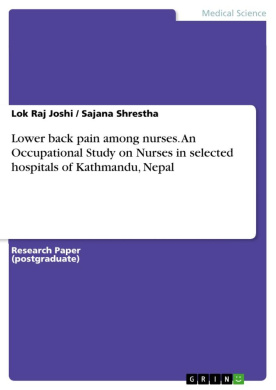 Medical Science
Lok Raj Joshi / Sajana Shrestha
Lower back pain among nurses. An
Occupational Study on Nurses in selected
hospitals of Kathmandu, Nepal
Research Paper
(postgraduate)
GRIN